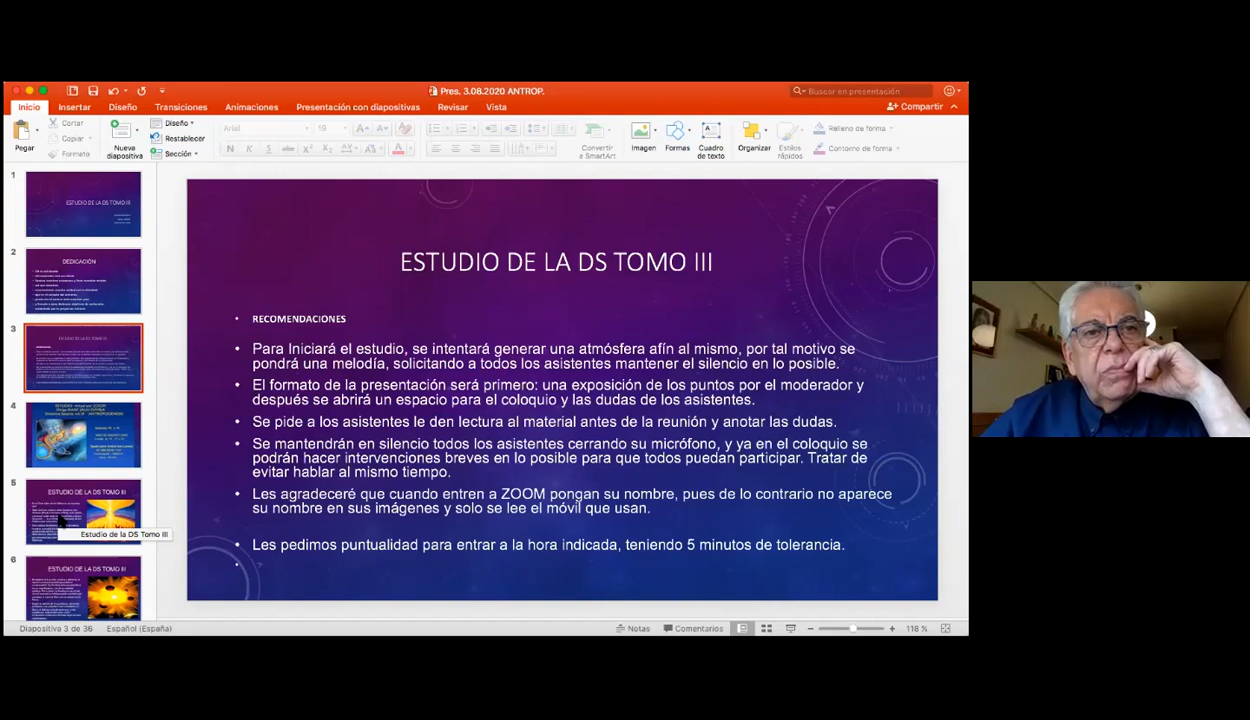 Pres. 3.08.2020 ANTROP.
Buscar en presentación
Inicio Insertar Diseño Transiciones Animaciones Presentación con diapositivas Revisar Vista Compartir
Pegar
Cortar
Copiar
Formato
Nueva diapositiva
Diseño
Restablecer
Sección
Arial 19
Convertir a SmartArt
Imagen
Formas
Cuadro de texto
Organizar
Estilos rápidos
Relleno de forma
Contorno de forma
1
ESTUDIO DE LA DS TOMO III
2
DEDICACIÓN
3
ESTUDIO DE LA DS TOMO III
4
5
ESTUDIO DE LA DS TOMO III
Estudio de la DS Tomo III
6
ESTUDIO DE LA DS TOMO III
ESTUDIO DE LA DS TOMO III
• RECOMENDACIONES
• Para Iniciará el estudio, se intentará generar una atmósfera afín al mismo, por tal motivo se
pondrá una melodía, solicitando a todos los asistentes mantener el silencio en lo posible.
• El formato de la presentación será primero: una exposición de los puntos por el moderador y
después se abrirá un espacio para el coloquio y las dudas de los asistentes.
• Se pide a los asistentes le den lectura al material antes de la reunión y anotar las dudas.
• Se mantendrán en silencio todos los asistentes cerrando su micrófono, y ya en el coloquio se
podrán hacer intervenciones breves en lo posible para que todos puedan participar. Tratar de
evitar hablar al mismo tiempo.
• Les agradeceré que cuando entren a ZOOM pongan su nombre, pues de lo contrario no aparece
su nombre en sus imágenes y solo se lee el móvil que usan.
• Les pedimos puntualidad para entrar a la hora indicada, teniendo 5 minutos de tolerancia.
•
Diapositiva 3 de 36 Español (España) Notas Comentarios 118 %